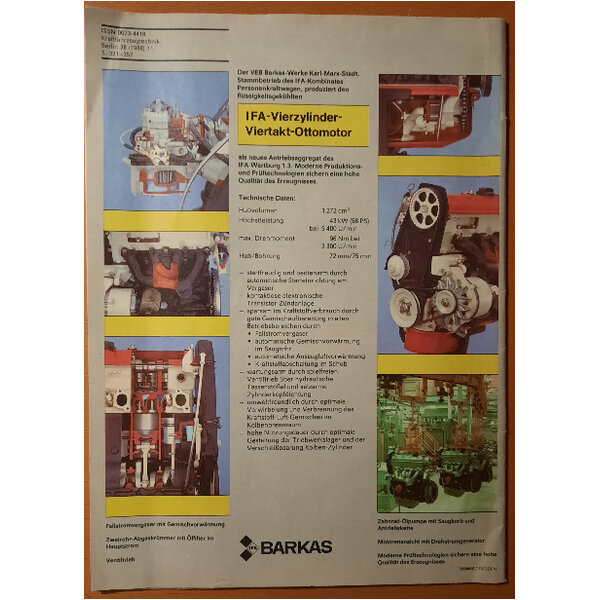 ISSN 0023-4419
Kraftfahrzeugtechnik
Berlin 38 (1988) 11
S. 321–352
Der VEB Barkas-Werke Karl-Marx-Stadt,
Stammbetrieb des IFA-Kombinates
Personenkraftwagen, produziert den
flüssigkeitsgekühlten
IFA-Vierzylinder-
Viertakt-Ottomotor
als neues Antriebsaggregat des
IFA-Wartburg 1.3. Moderne Produktions-
und Prüftechnologien sichern eine hohe
Qualität des Erzeugnisses.
Technische Daten:
Hubvolumen 1 272 cm³
Höchstleistung 43 kW (58 PS)
bei 5 400 U/min
max. Drehmoment 96 Nm bei
3 300 U/min
Hub/Bohrung 72 mm/75 mm
– startfreudig und bediensarm durch
automatische Starteinrichtung am
Vergaser
– kontaktlose elektronische
Transistor-Zündanlage
– sparsam im Kraftstoffverbrauch durch
gute Gemischaufbereitung in allen
Betriebsbereichen durch
• Fallstromvergaser
• automatische Gemischvorwärmung
im Saugrohr
• automatische Ansaugluftvorwärmung
• Kraftstoffabschaltung im Schub
– wartungsarm durch spielfreien
Ventiltrieb über hydraulische
Tassenstößel und setzarme
Zylinderkopfdichtung
– umweltfreundlich durch optimale
Verwirbelung und Verbrennung des
Kraftstoff-Luft-Gemisches im
Kolbenbrennraum
– hohe Nutzungsdauer durch optimale
Gestaltung der Triebwerkslager und der
Verschleißpaarung Kolben-Zylinder
Fallstromvergaser mit Gemischvorwärmung
Zweirohr-Abgaskrümmer mit Ölfilter im
Hauptstrom
Ventiltrieb
IFA
BARKAS
Zahnrad-Ölpumpe mit Saugkorb und
Antriebskette
Motorenansicht mit Drehstromgenerator
Moderne Prüftechnologien sichern eine hohe
Qualität des Erzeugnisses